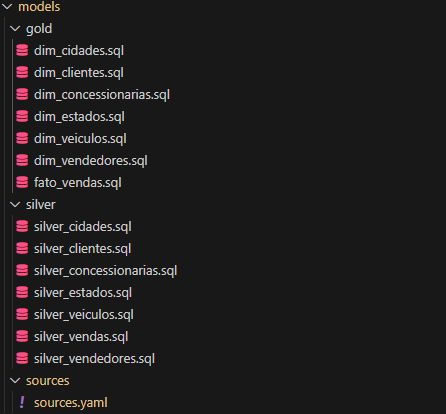 models
gold
dim_cidades.sql
dim_clientes.sql
dim_concessionarias.sql
dim_estados.sql
dim_veiculos.sql
dim_vendedores.sql
fato_vendas.sql
silver
silver_cidades.sql
silver_clientes.sql
silver_concessionarias.sql
silver_estados.sql
silver_veiculos.sql
silver_vendas.sql
silver_vendedores.sql
sources
! sources.yaml